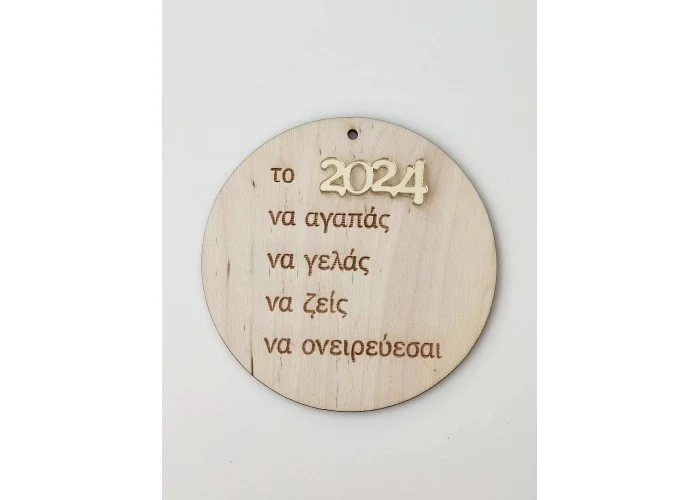 το 2024
να αγαπάς
να γελάς
να ζείς
να ονειρεύεσαι